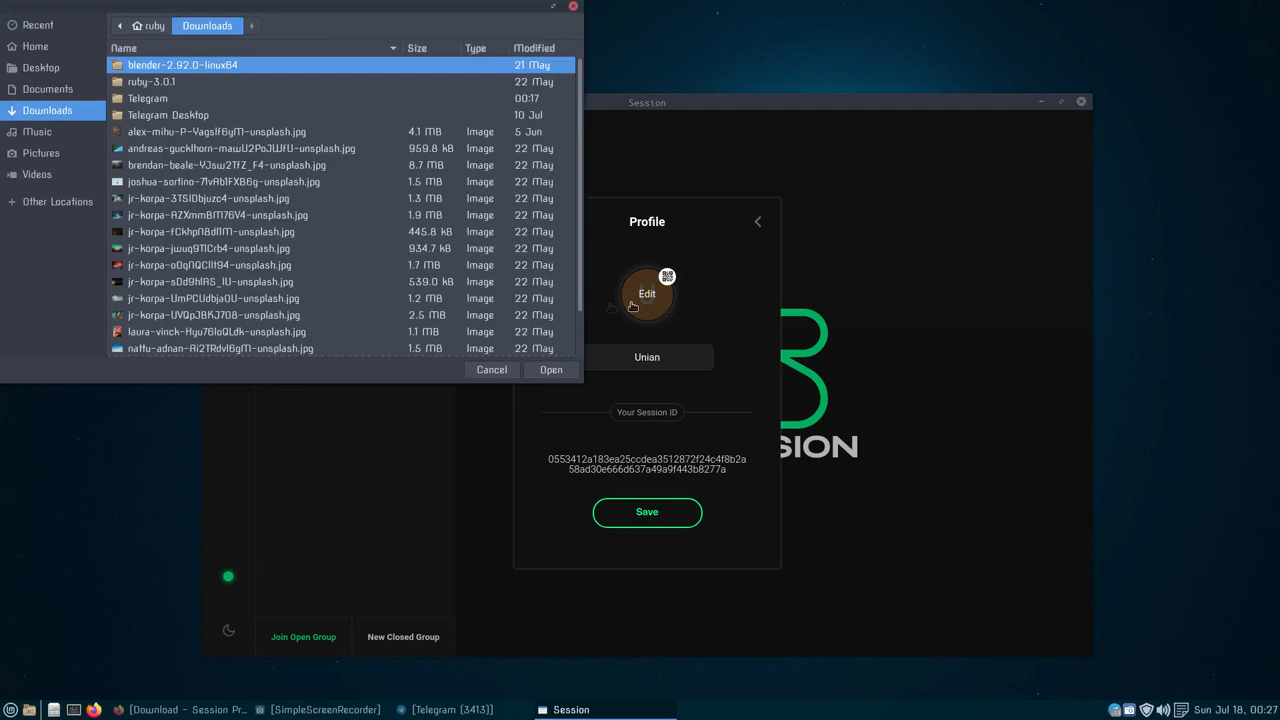 Recent
Home
Desktop
Documents
Downloads
Music
Pictures
Videos
Other Locations
ruby
Downloads
Name Size Type Modified
blender-2.92.0-linux64 21 May
ruby-3.0.1 22 May
Telegram 00:17
Telegram Desktop 10 Jul
alex-mihu-P-YagsIf6yM-unsplash.jpg 4.1 MB Image 5 Jun
andreas-gucklhorn-mawU2PoJWfU-unsplash.jpg 959.8 kB Image 22 May
brendan-beale-YJsw2TfZ_F4-unsplash.jpg 8.7 MB Image 22 May
joshua-sortino-71vAb1FXB6g-unsplash.jpg 1.5 MB Image 22 May
jr-korpa-3TSIDbjuzc4-unsplash.jpg 1.3 MB Image 22 May
jr-korpa-AZXmm8M76V4-unsplash.jpg 1.9 MB Image 22 May
jr-korpa-fCkhpN8dl1M-unsplash.jpg 445.8 kB Image 22 May
jr-korpa-jwuq9TlCrb4-unsplash.jpg 934.7 kB Image 22 May
jr-korpa-oOqNQCIlt94-unsplash.jpg 1.7 MB Image 22 May
jr-korpa-sDd9hlAS_IU-unsplash.jpg 539.0 kB Image 22 May
jr-korpa-UmPCUdbja0U-unsplash.jpg 1.2 MB Image 22 May
jr-korpa-UVQpJBKJ708-unsplash.jpg 2.5 MB Image 22 May
laura-vinck-Hyu76loQLdk-unsplash.jpg 1.1 MB Image 22 May
naffu-adnan-Ai2TRdvI6gM-unsplash.jpg 1.5 MB Image 22 May
Cancel Open
Session
Profile
Edit
Unian
Your Session ID
0553412a183ea25ccdea3512872f24c4f8b2a
58ad30e666d637a49a9f443b8277a
Save
SION
Join Open Group
New Closed Group
[Download - Session Pr...
[SimpleScreenRecorder]
[Telegram (3413)]
Session
Sun Jul 18, 00:27